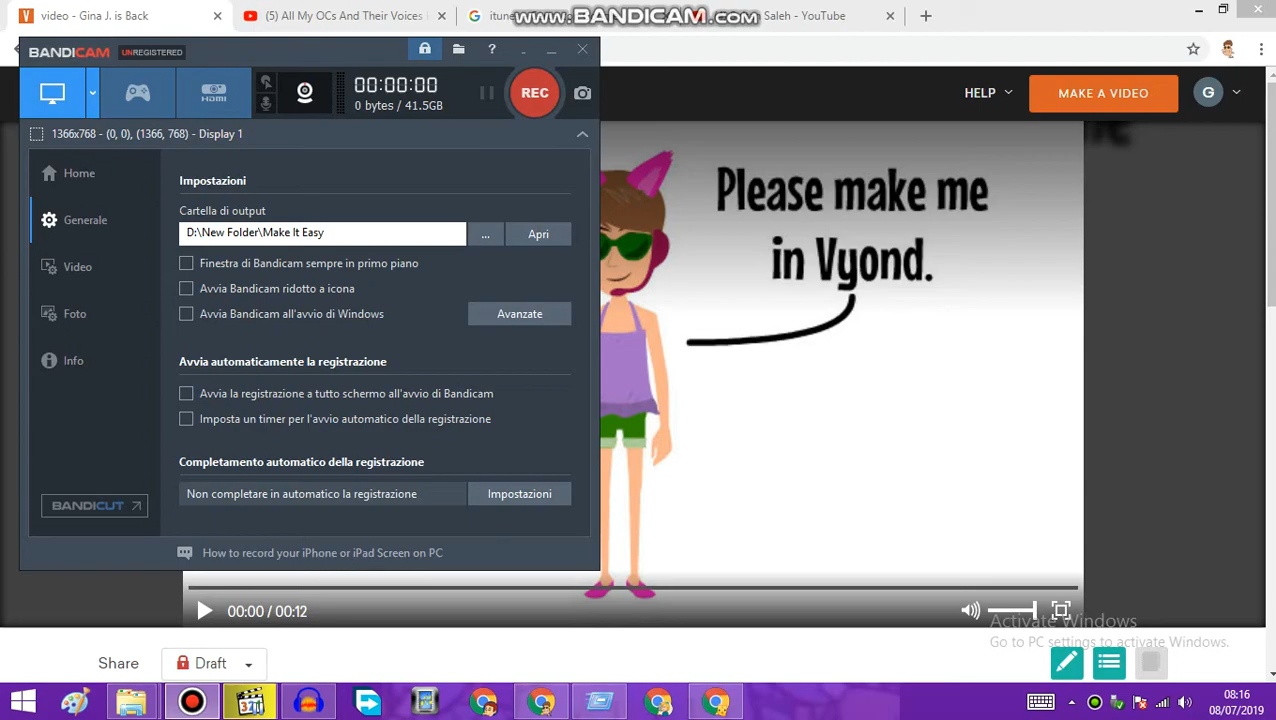 video - Gina J. is Back
(5) All My OCs And Their Voices
itune
www.BANDICAM.com
Saleh - YouTube
BANDICAM UNREGISTERED
HDMI
00:00:00
0 bytes / 41.5GB
REC
HELP
MAKE A VIDEO
G
1366x768 - (0, 0), (1366, 768) - Display 1
Home
Generale
Video
Foto
Info
BANDICUT
Impostazioni
Cartella di output
D:\New Folder\Make It Easy
...
Apri
Finestra di Bandicam sempre in primo piano
Avvia Bandicam ridotto a icona
Avvia Bandicam all'avvio di Windows
Avanzate
Avvia automaticamente la registrazione
Avvia la registrazione a tutto schermo all'avvio di Bandicam
Imposta un timer per l'avvio automatico della registrazione
Completamento automatico della registrazione
Non completare in automatico la registrazione
Impostazioni
How to record your iPhone or iPad Screen on PC
Please make me
in Vyond.
00:00 / 00:12
Activate Windows
Go to PC settings to activate Windows.
Share
Draft
08:16
08/07/2019